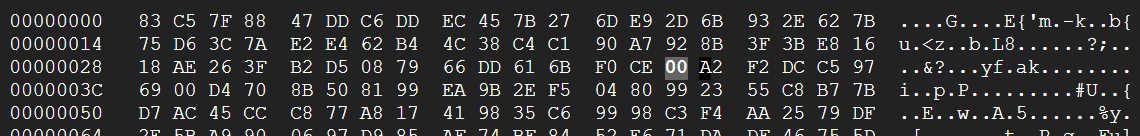 00000000 83 C5 7F 88 47 DD C6 DD EC 45 7B 27 6D E9 2D 6B 93 2E 62 7B ....G....E{'m.-k..b{
00000014 75 D6 3C 7A E2 E4 62 B4 4C 38 C4 C1 90 A7 92 8B 3F 3B E8 16 u.<z..b.L8......?;..
00000028 18 AE 26 3F B2 D5 08 79 66 DD 61 6B F0 CE 00 A2 F2 DC C5 97 ..&?...yf.ak........
0000003C 69 00 D4 70 8B 50 81 99 EA 9B 2E F5 04 80 99 23 55 C8 B7 7B i..p.P.........#U..{
00000050 D7 AC 45 CC C8 77 A8 17 41 98 35 C6 99 98 C3 F4 AA 25 79 DF ..E..w..A.5......%y.